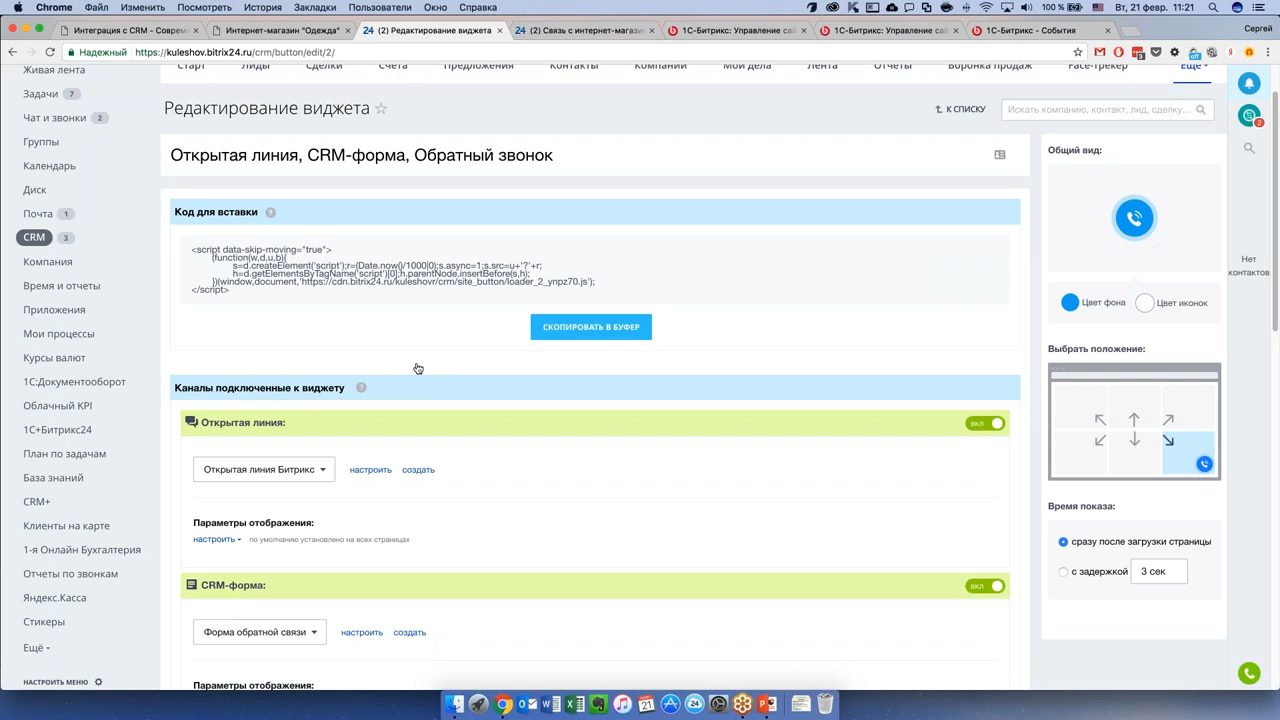 Chrome Файл Изменить Посмотреть История Закладки Пользователи Окно Справка
100 % Вт, 21 февр. 11:21
Интеграция с CRM - Соврем
Интернет-магазин "Одежда"
24 (2) Редактирование виджета
24 (2) Связь с интернет-магази
1С-Битрикс: Управление сай
1С-Битрикс: Управление сай
1С-Битрикс - События
Сергей
Надежный https://kuleshov.bitrix24.ru/crm/button/edit/2/
Старт Лиды Сделки Счета Предложения Контакты Компании Мои дела Лента Отчеты Воронка продаж Face-трекер Ещё
Живая лента
Задачи 7
Чат и звонки 2
Группы
Календарь
Диск
Почта 1
CRM 3
Компания
Время и отчеты
Приложения
Мои процессы
Курсы валют
1С:Документооборот
Облачный KPI
1С+Битрикс24
План по задачам
База знаний
CRM+
Клиенты на карте
1-я Онлайн Бухгалтерия
Отчеты по звонкам
Яндекс.Касса
Стикеры
Ещё
НАСТРОИТЬ МЕНЮ
Редактирование виджета
К СПИСКУ
Искать компанию, контакт, лид, сделку...
Открытая линия, CRM-форма, Обратный звонок
Код для вставки ?
<script data-skip-moving="true">
(function(w,d,u,b){
s=d.createElement('script');r=(Date.now()/1000|0);s.async=1;s.src=u+'?'+r;
h=d.getElementsByTagName('script')[0];h.parentNode.insertBefore(s,h);
})(window,document,'https://cdn.bitrix24.ru/kuleshovr/crm/site_button/loader_2_ynpz70.js');
</script>
СКОПИРОВАТЬ В БУФЕР
Каналы подключенные к виджету ?
Открытая линия:
вкл
Открытая линия Битрикс настроить создать
Параметры отображения:
настроить по умолчанию установлено на всех страницах
CRM-форма:
вкл
Форма обратной связи настроить создать
Параметры отображения:
Общий вид:
Цвет фона Цвет иконок
Выбрать положение:
Время показа:
сразу после загрузки страницы
с задержкой 3 сек
2
Нет
контактов